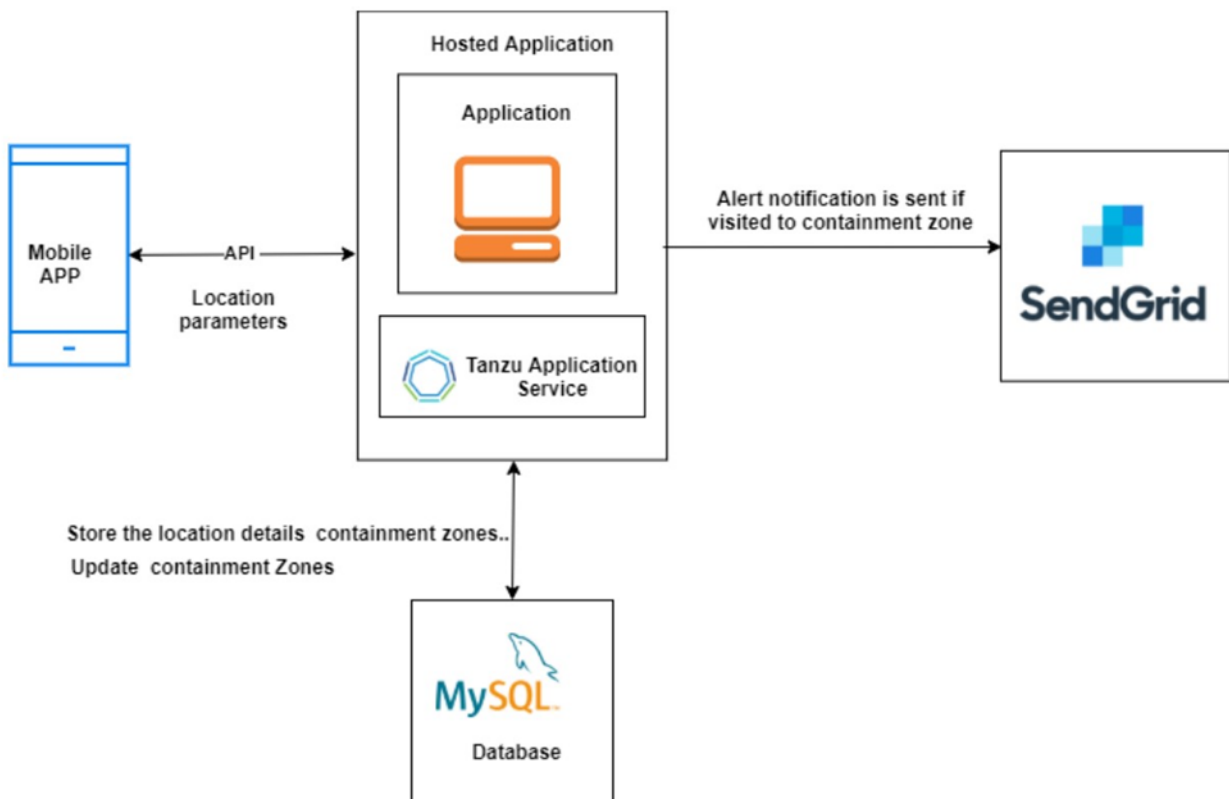 Hosted Application
Application
Mobile
APP
API
Location
parameters
Tanzu Application
Service
Alert notification is sent if
visited to containment zone
SendGrid
Store the location details  containment zones..
Update  containment Zones
MySQL
Database